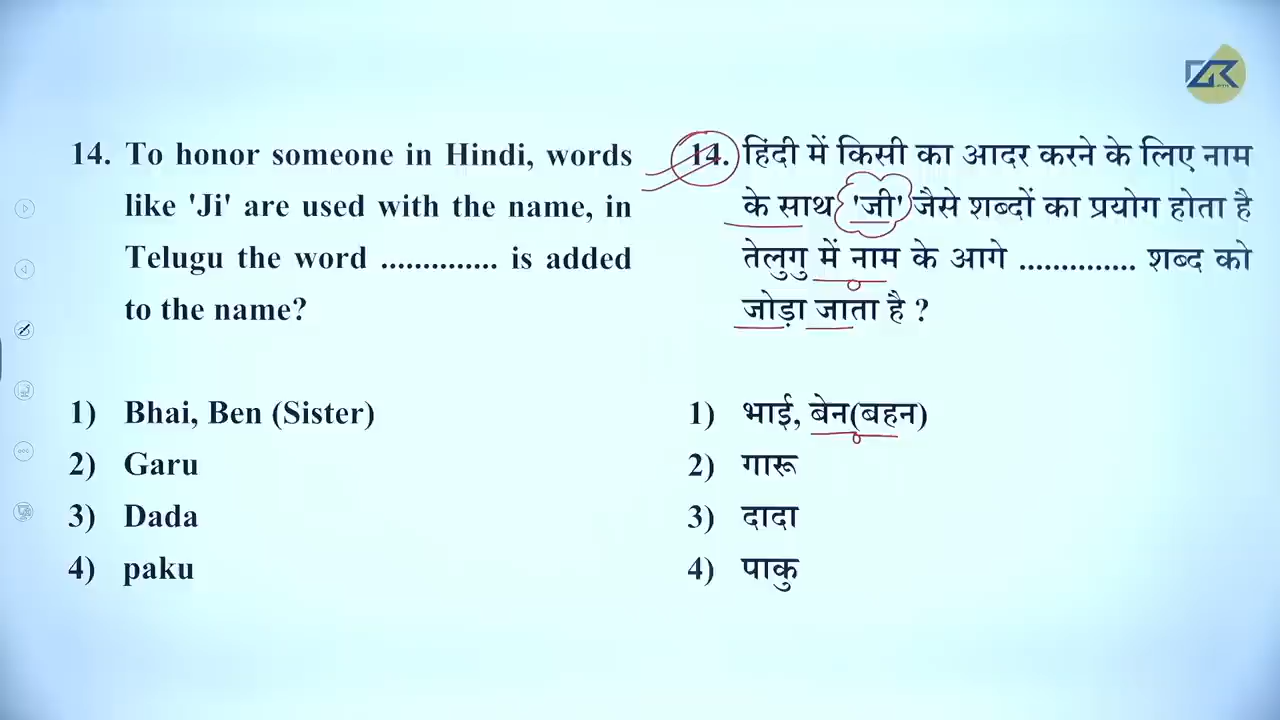 14. To honor someone in Hindi, words
like 'Ji' are used with the name, in
Telugu the word .............. is added
to the name?
1) Bhai, Ben (Sister)
2) Garu
3) Dada
4) paku
14. हिंदी में किसी का आदर करने के लिए नाम
के साथ 'जी' जैसे शब्दों का प्रयोग होता है
तेलुगु में नाम के आगे .............. शब्द को
जोड़ा जाता है ?
1) भाई, बेन(बहन)
2) गारू
3) दादा
4) पाकु